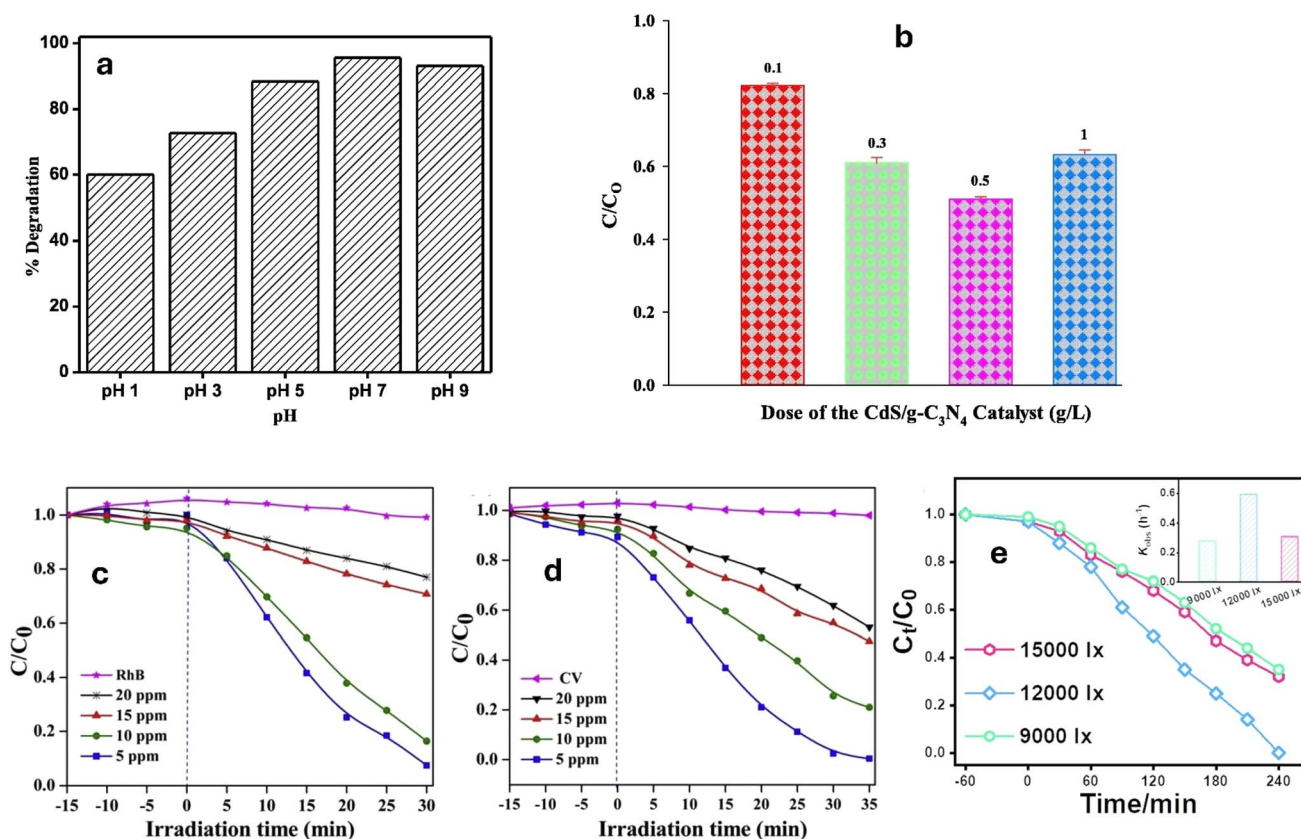 a
100
80
60
40
20
0
% Degradation
pH 1 pH 3 pH 5 pH 7 pH 9
pH
b
1.0
0.8
0.6
0.4
0.2
0.0
C/C_O
0.1
0.3
0.5
1
Dose of the CdS/g-C₃N₄ Catalyst (g/L)
c
1.0
0.8
0.6
0.4
0.2
0.0
C/C₀
RhB
20 ppm
15 ppm
10 ppm
5 ppm
-15 -10 -5 0 5 10 15 20 25 30
Irradiation time (min)
d
1.0
0.8
0.6
0.4
0.2
0.0
C/C₀
CV
20 ppm
15 ppm
10 ppm
5 ppm
-15 -10 -5 0 5 10 15 20 25 30 35
Irradiation time (min)
e
1.0
0.8
0.6
0.4
0.2
0.0
Cₜ/C₀
0.6
0.4
0.2
0.0
K_obs (h⁻¹)
9000 lx 12000 lx 15000 lx
15000 lx
12000 lx
9000 lx
-60 0 60 120 180 240
Time/min